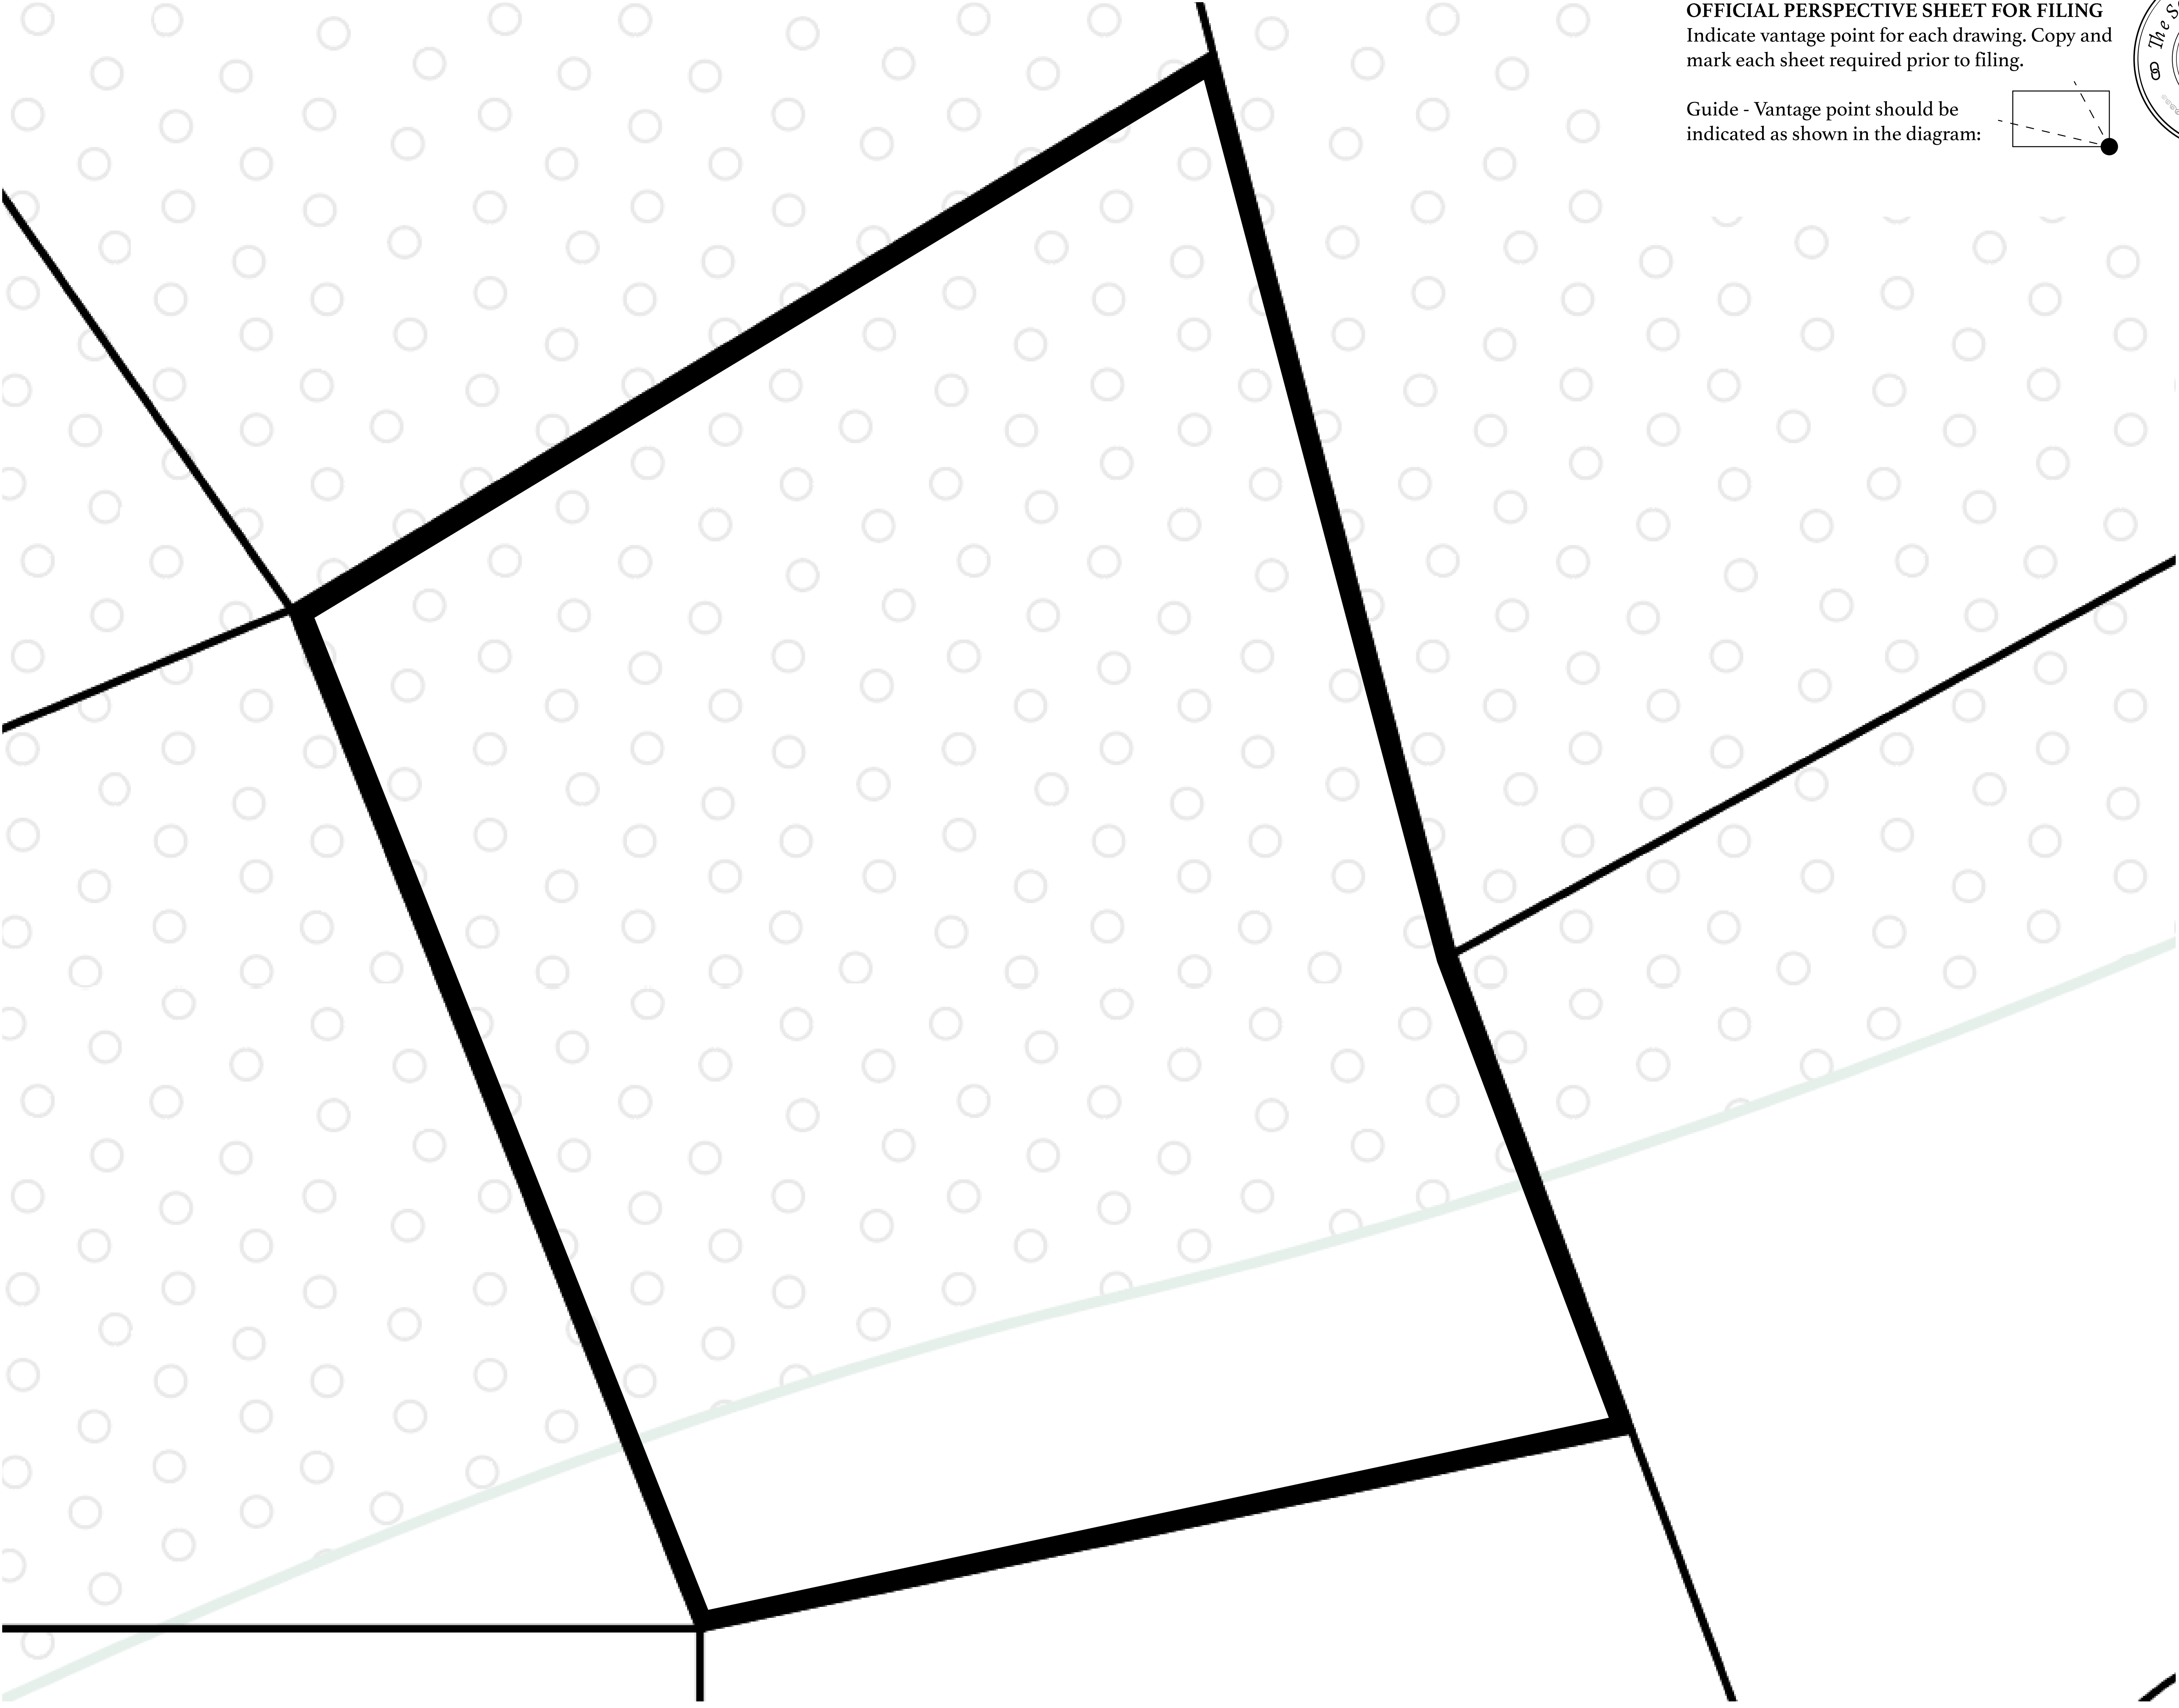 OFFICIAL PERSPECTIVE SHEET FOR FILING
Indicate vantage point for each drawing. Copy and
mark each sheet required prior to filing.
Guide - Vantage point should be
indicated as shown in the diagram:
The